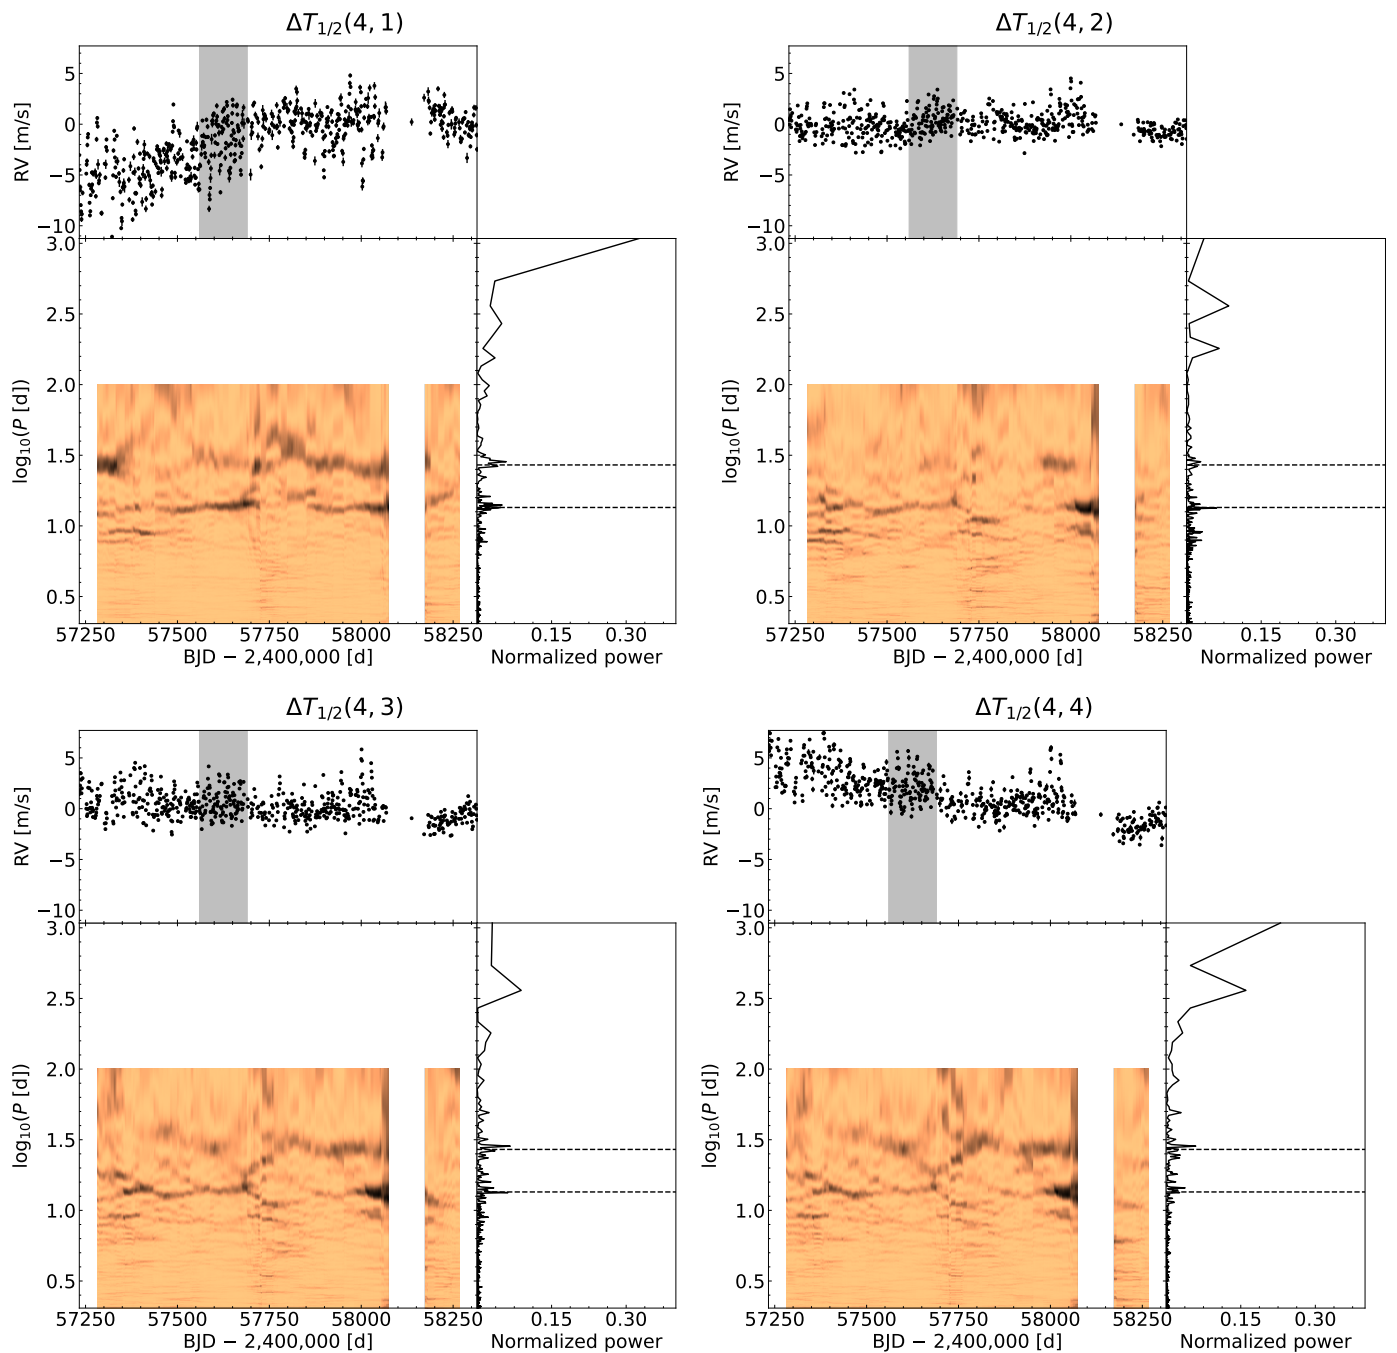 ΔT1/2(4, 1)
RV [m/s]
5
0
−5
−10
log10(P [d])
3.0
2.5
2.0
1.5
1.0
0.5
57250 57500 57750 58000 58250
BJD − 2,400,000 [d]
0.15 0.30
Normalized power
ΔT1/2(4, 2)
RV [m/s]
5
0
−5
−10
log10(P [d])
3.0
2.5
2.0
1.5
1.0
0.5
57250 57500 57750 58000 58250
BJD − 2,400,000 [d]
0.15 0.30
Normalized power
ΔT1/2(4, 3)
RV [m/s]
5
0
−5
−10
log10(P [d])
3.0
2.5
2.0
1.5
1.0
0.5
57250 57500 57750 58000 58250
BJD − 2,400,000 [d]
0.15 0.30
Normalized power
ΔT1/2(4, 4)
RV [m/s]
5
0
−5
−10
log10(P [d])
3.0
2.5
2.0
1.5
1.0
0.5
57250 57500 57750 58000 58250
BJD − 2,400,000 [d]
0.15 0.30
Normalized power